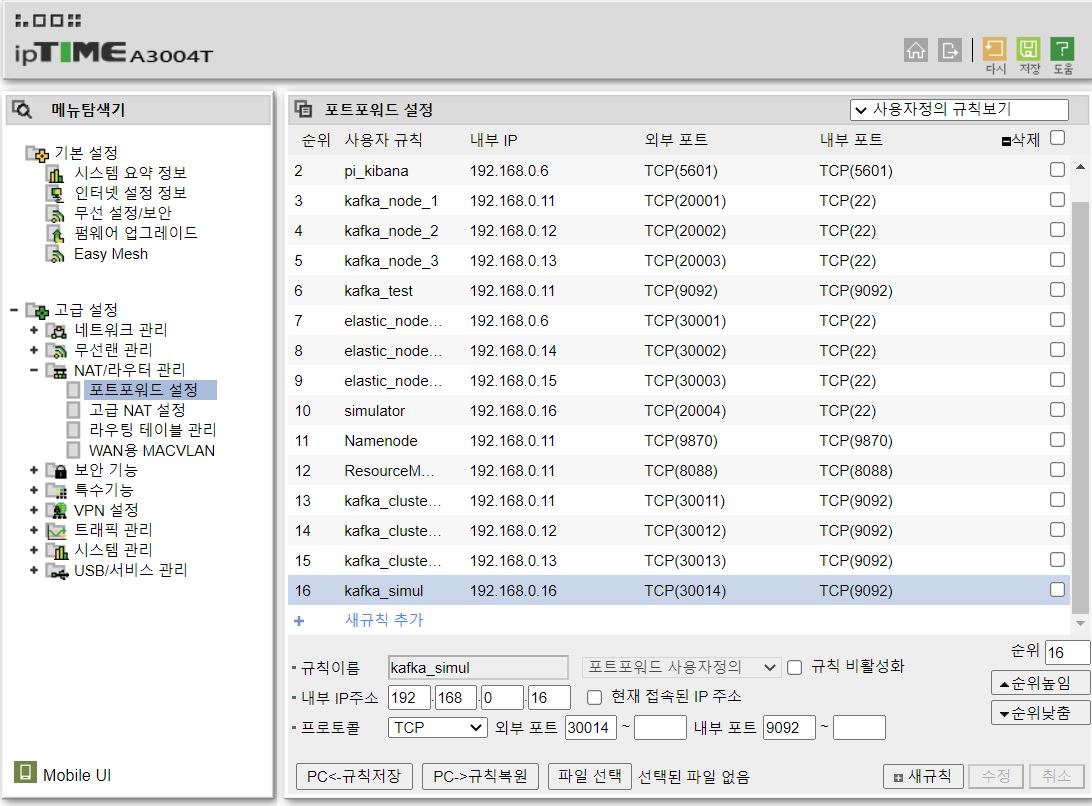 ipTIME A3004T
다시 저장 도움
메뉴탐색기
기본 설정
시스템 요약 정보
인터넷 설정 정보
무선 설정/보안
펌웨어 업그레이드
Easy Mesh
고급 설정
네트워크 관리
무선랜 관리
NAT/라우터 관리
포트포워드 설정
고급 NAT 설정
라우팅 테이블 관리
WAN용 MACVLAN
보안 기능
특수기능
VPN 설정
트래픽 관리
시스템 관리
USB/서비스 관리
Mobile UI
포트포워드 설정 사용자정의 규칙보기
순위 사용자 규칙 내부 IP 외부 포트 내부 포트 삭제
2 pi_kibana 192.168.0.6 TCP(5601) TCP(5601)
3 kafka_node_1 192.168.0.11 TCP(20001) TCP(22)
4 kafka_node_2 192.168.0.12 TCP(20002) TCP(22)
5 kafka_node_3 192.168.0.13 TCP(20003) TCP(22)
6 kafka_test 192.168.0.11 TCP(9092) TCP(9092)
7 elastic_node... 192.168.0.6 TCP(30001) TCP(22)
8 elastic_node... 192.168.0.14 TCP(30002) TCP(22)
9 elastic_node... 192.168.0.15 TCP(30003) TCP(22)
10 simulator 192.168.0.16 TCP(20004) TCP(22)
11 Namenode 192.168.0.11 TCP(9870) TCP(9870)
12 ResourceM... 192.168.0.11 TCP(8088) TCP(8088)
13 kafka_cluste... 192.168.0.11 TCP(30011) TCP(9092)
14 kafka_cluste... 192.168.0.12 TCP(30012) TCP(9092)
15 kafka_cluste... 192.168.0.13 TCP(30013) TCP(9092)
16 kafka_simul 192.168.0.16 TCP(30014) TCP(9092)
+ 새규칙 추가
순위 16
규칙이름 kafka_simul 포트포워드 사용자정의 규칙 비활성화
▲순위높임
내부 IP주소 192 . 168 . 0 . 16 현재 접속된 IP 주소
▼순위낮춤
프로토콜 TCP 외부 포트 30014 ~ 내부 포트 9092 ~
PC<-규칙저장 PC->규칙복원 파일 선택 선택된 파일 없음 새규칙 수정 취소